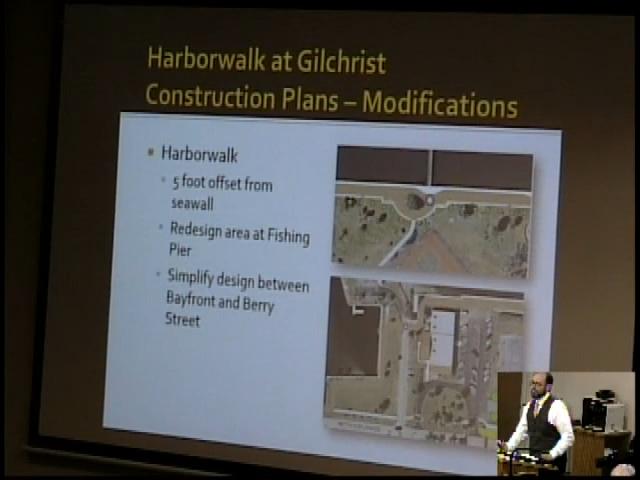 Harborwalk at Gilchrist
Construction Plans – Modifications
Harborwalk
5 foot offset from
seawall
Redesign area at Fishing
Pier
Simplify design between
Bayfront and Berry
Street